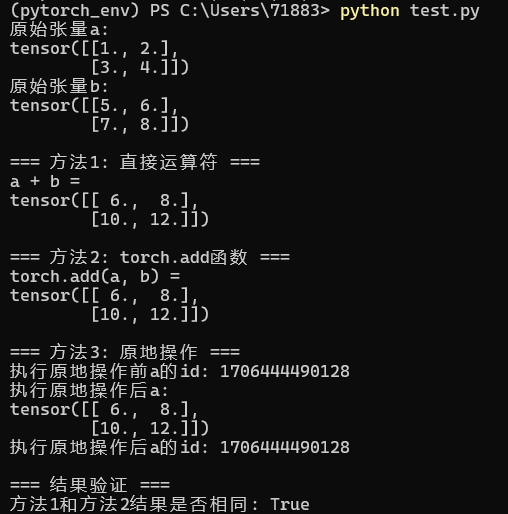 (pytorch_env) PS C:\Users\71883> python test.py
原始张量a:
tensor([[1., 2.],
        [3., 4.]])
原始张量b:
tensor([[5., 6.],
        [7., 8.]])

=== 方法1: 直接运算符 ===
a + b =
tensor([[ 6.,  8.],
        [10., 12.]])

=== 方法2: torch.add函数 ===
torch.add(a, b) =
tensor([[ 6.,  8.],
        [10., 12.]])

=== 方法3: 原地操作 ===
执行原地操作前a的id: 1706444490128
执行原地操作后a:
tensor([[ 6.,  8.],
        [10., 12.]])
执行原地操作后a的id: 1706444490128

=== 结果验证 ===
方法1和方法2结果是否相同: True